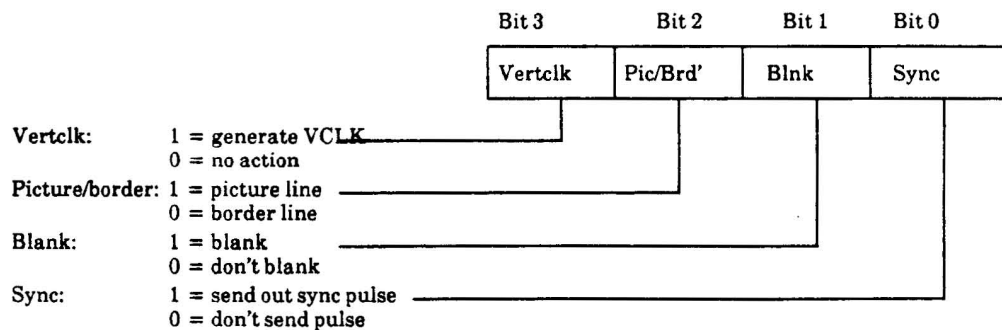 Bit 3 Bit 2 Bit 1 Bit 0
Vertclk Pic/Brd' Blnk Sync
Vertclk: 1 = generate VCLK
0 = no action
Picture/border: 1 = picture line
0 = border line
Blank: 1 = blank
0 = don't blank
Sync: 1 = send out sync pulse
0 = don't send pulse